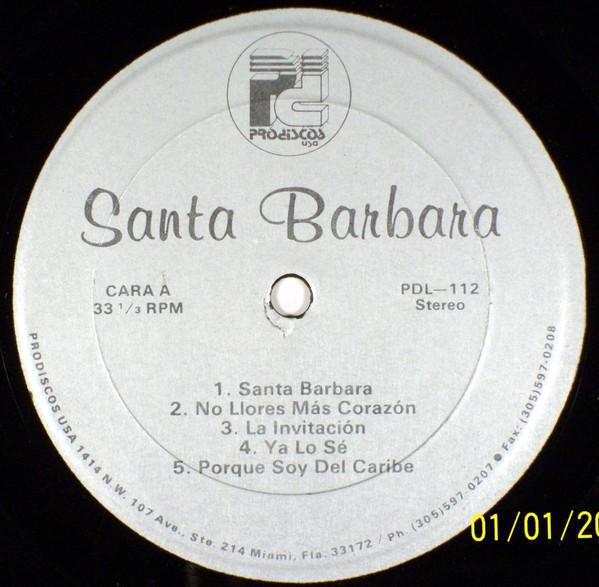 PRODISCOS
USA
Santa Barbara
CARA A
33 1/3 RPM
PDL—112
Stereo
1. Santa Barbara
2. No Llores Más Corazón
3. La Invitación
4. Ya Lo Sé
5. Porque Soy Del Caribe
PRODISCOS USA 1414 N.W. 107 Ave., Ste. 214 Miami, Fla. 33172 / Ph. (305)597-0207 ● Fax: (305)597-0208
01/01/20